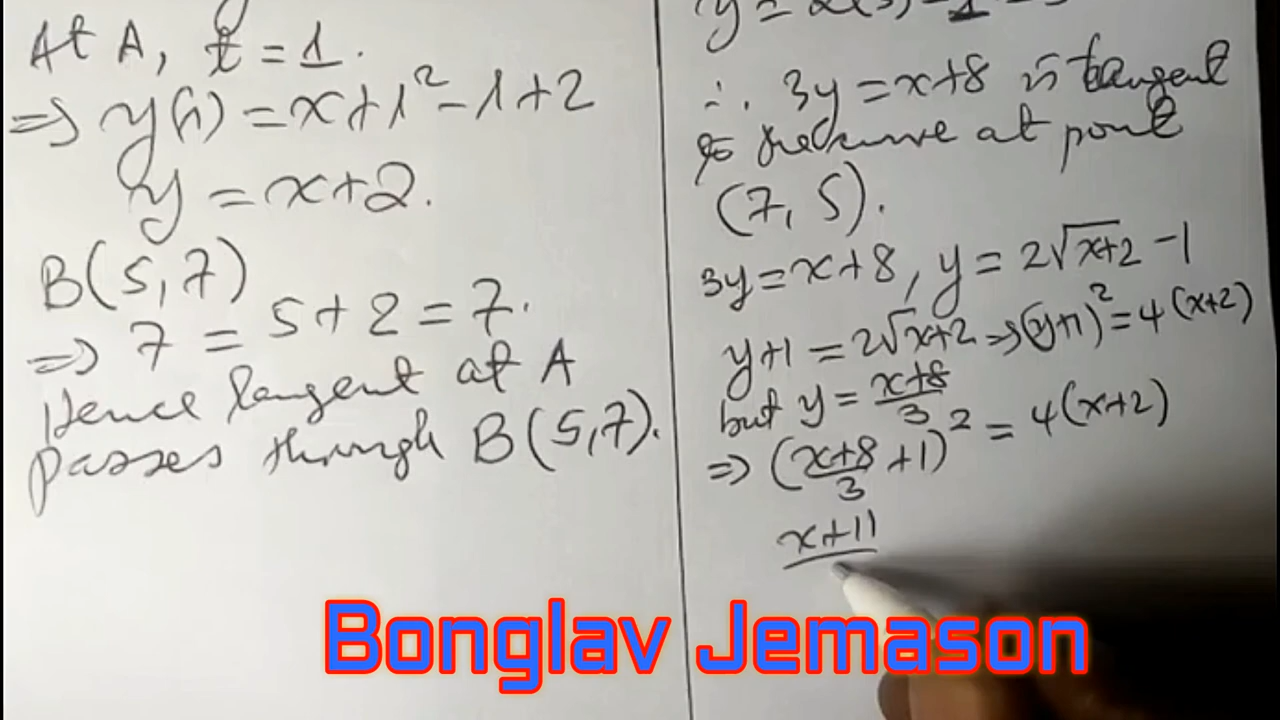 At A, t = 1.
⇒ y(1) = x+1²-1+2
y = x+2.
B(5,7)
⇒ 7 = 5+2 = 7.
Hence tangent at A
passes through B(5,7).
∴ 3y = x+8 is tangent
to the curve at point
(7, 5).
3y = x+8, y = 2√x+2 -1
y+1 = 2√x+2 ⇒ (y+1)² = 4(x+2)
but y = x+8/3
⇒ (x+8/3 +1)² = 4(x+2)
x+11
Bonglav Jemason